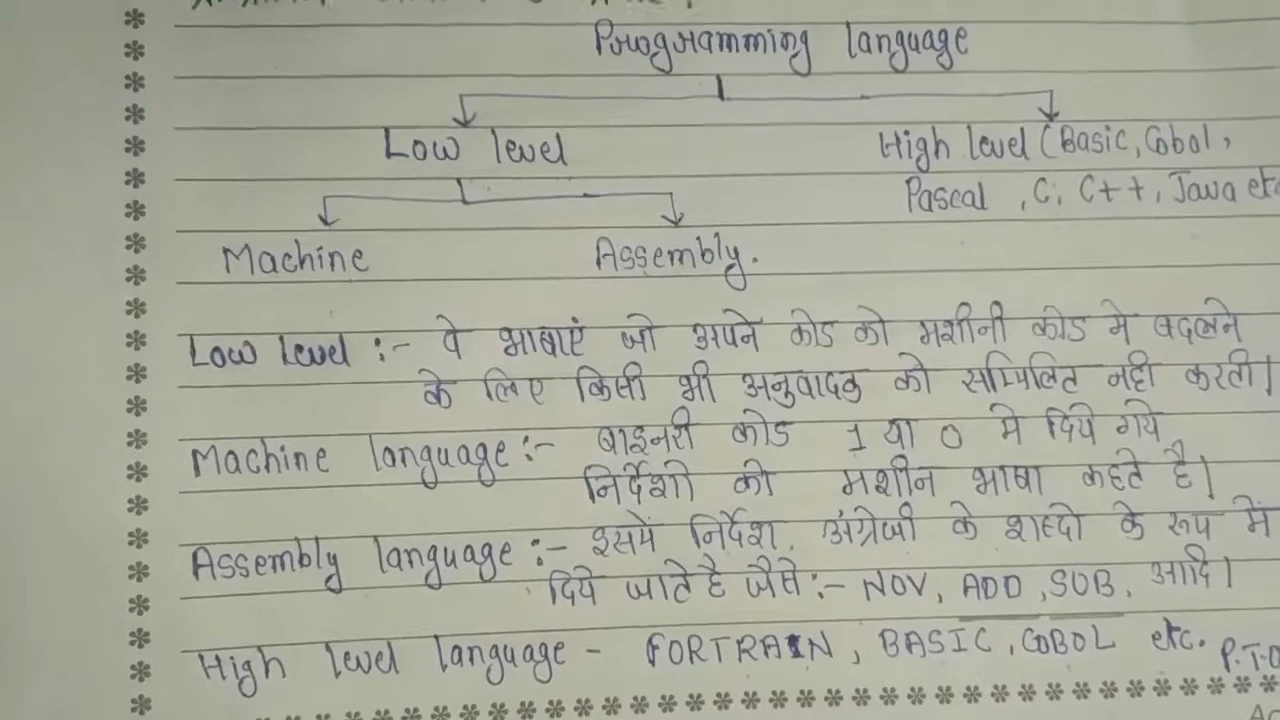 Programming language
Low level
High level (Basic, Cobol,
Pascal, C, C++, Java etc
Machine
Assembly.
Low level :- वे भाषाएं जो अपने कोड को मशीनी कोड मे बदलने
के लिए किसी भी अनुवादक को सम्मिलित नही करती।
Machine language :- बाइनरी कोड 1 या 0 मे दिये गये
निर्देशो को मशीन भाषा कहते है।
Assembly language :- इसमें निर्देश अंग्रेजी के शब्दो के रूप में
दिये जाते है जैसे :- NOV, ADD, SUB, आदि।
High level language - FORTRAIN, BASIC, COBOL etc.
P.T.O